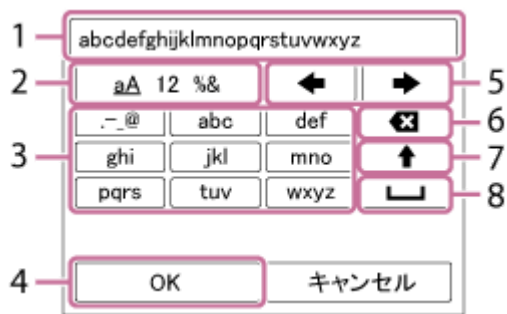 1 abcdefghijklmnopqrstuvwxyz
2 aA 12 %& 5
.-_@ abc def 6
3 ghi jkl mno 7
pqrs tuv wxyz 8
4 OK キャンセル